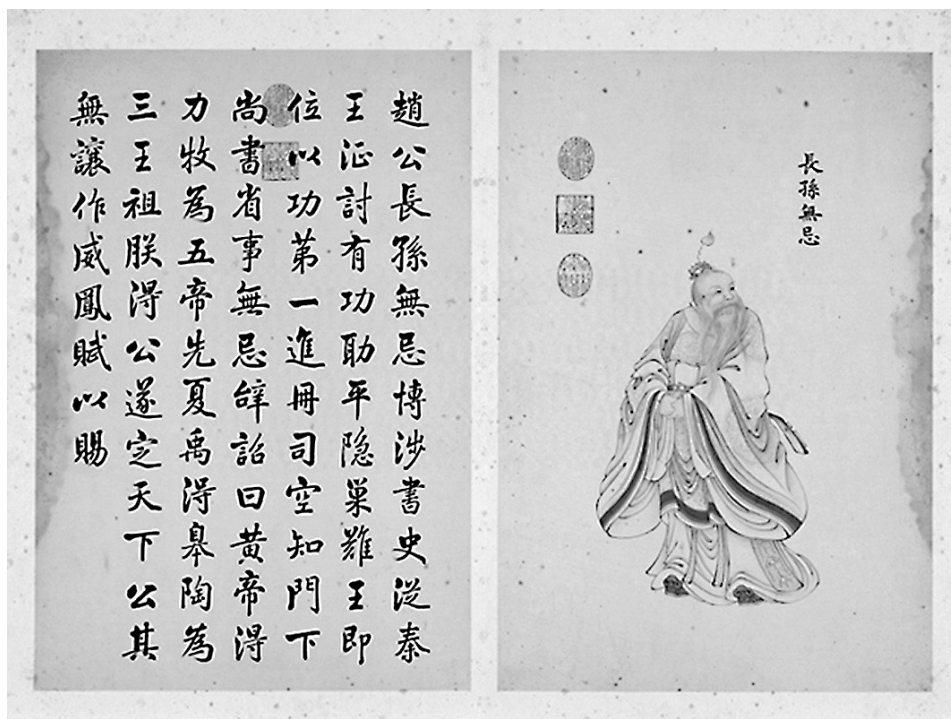 長孫無忌
趙公長孫無忌博涉書史從秦
王征討有功助平隐巢難王即
位以功第一進冊司空知門下
尚書省事無忌辞詔曰黄帝得
力牧為五帝先夏禹得皋陶為
三王祖朕得公遂定天下公其
無讓作威鳳賦以賜